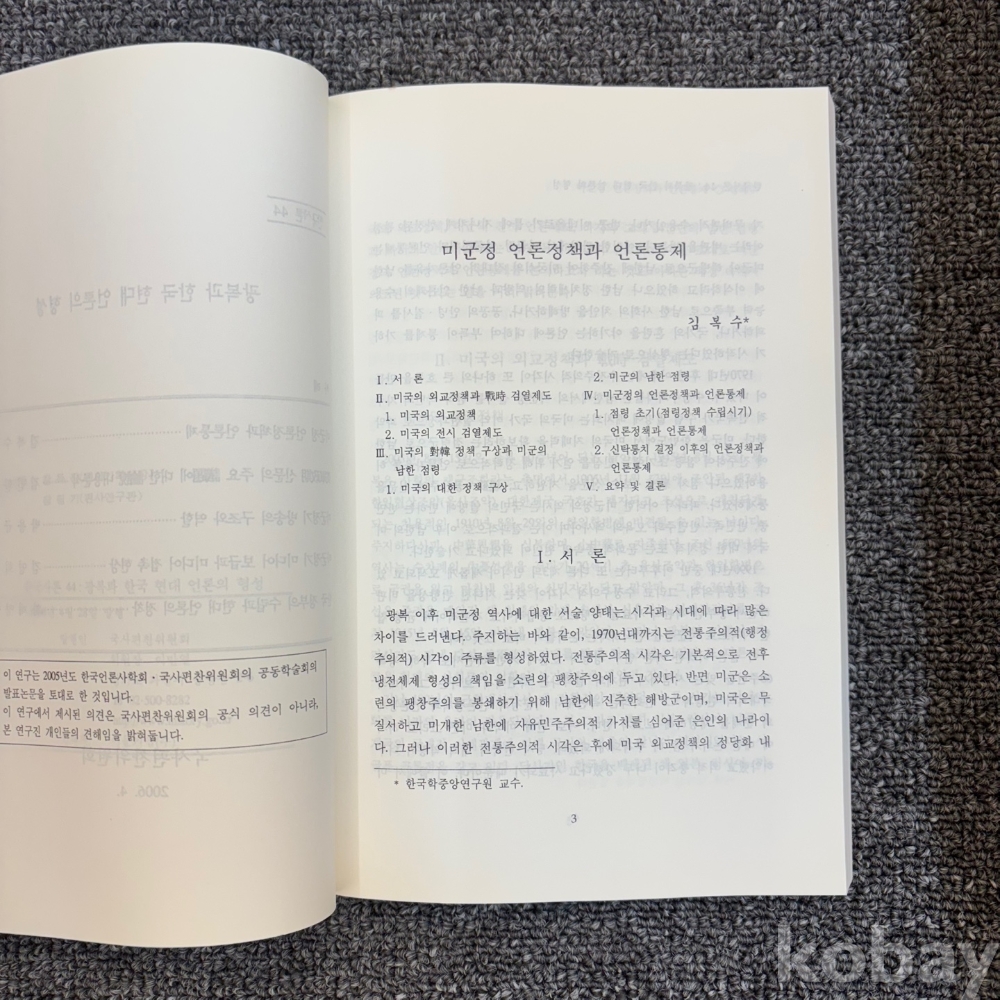 이 연구는 2005년도 한국언론사학회·국사편찬위원회의 공동학술회의
발표논문을 토대로 한 것입니다.
이 연구에서 제시된 의견은 국사편찬위원회의 공식 의견이 아니라,
본 연구진 개인들의 견해임을 밝혀둡니다.
미군정 언론정책과 언론통제
김 복 수*
Ⅰ. 서 론
Ⅱ. 미국의 외교정책과 戰時 검열제도
1. 미국의 외교정책
2. 미국의 전시 검열제도
Ⅲ. 미국의 對韓 정책 구상과 미군의
남한 점령
1. 미국의 대한 정책 구상
2. 미군의 남한 점령
Ⅳ. 미군정의 언론정책과 언론통제
1. 점령 초기(점령정책 수립시기)
언론정책과 언론통제
2. 신탁통치 결정 이후의 언론정책과
언론통제
Ⅴ. 요약 및 결론
Ⅰ. 서 론
광복 이후 미군정 역사에 대한 서술 양태는 시각과 시대에 따라 많은
차이를 드러낸다. 주지하는 바와 같이, 1970년대까지는 전통주의적(행정
주의적) 시각이 주류를 형성하였다. 전통주의적 시각은 기본적으로 전후
냉전체제 형성의 책임을 소련의 팽창주의에 두고 있다. 반면 미군은 소
련의 팽창주의를 봉쇄하기 위해 남한에 진주한 해방군이며, 미국은 무
질서하고 미개한 남한에 자유민주주의적 가치를 심어준 은인의 나라이
다. 그러나 이러한 전통주의적 시각은 후에 미국 외교정책의 정당화 내
* 한국학중앙연구원 교수.
3
kobay